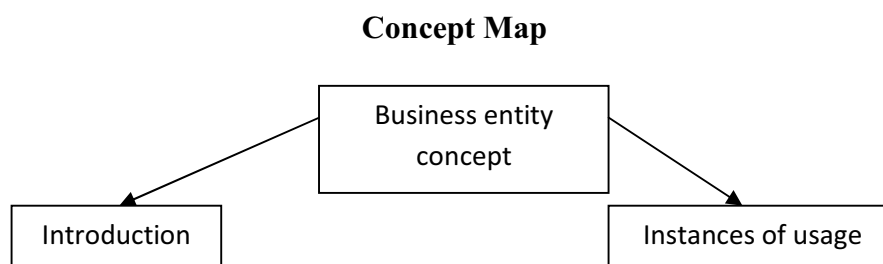 Concept Map
Business entity
concept
Introduction
Instances of usage